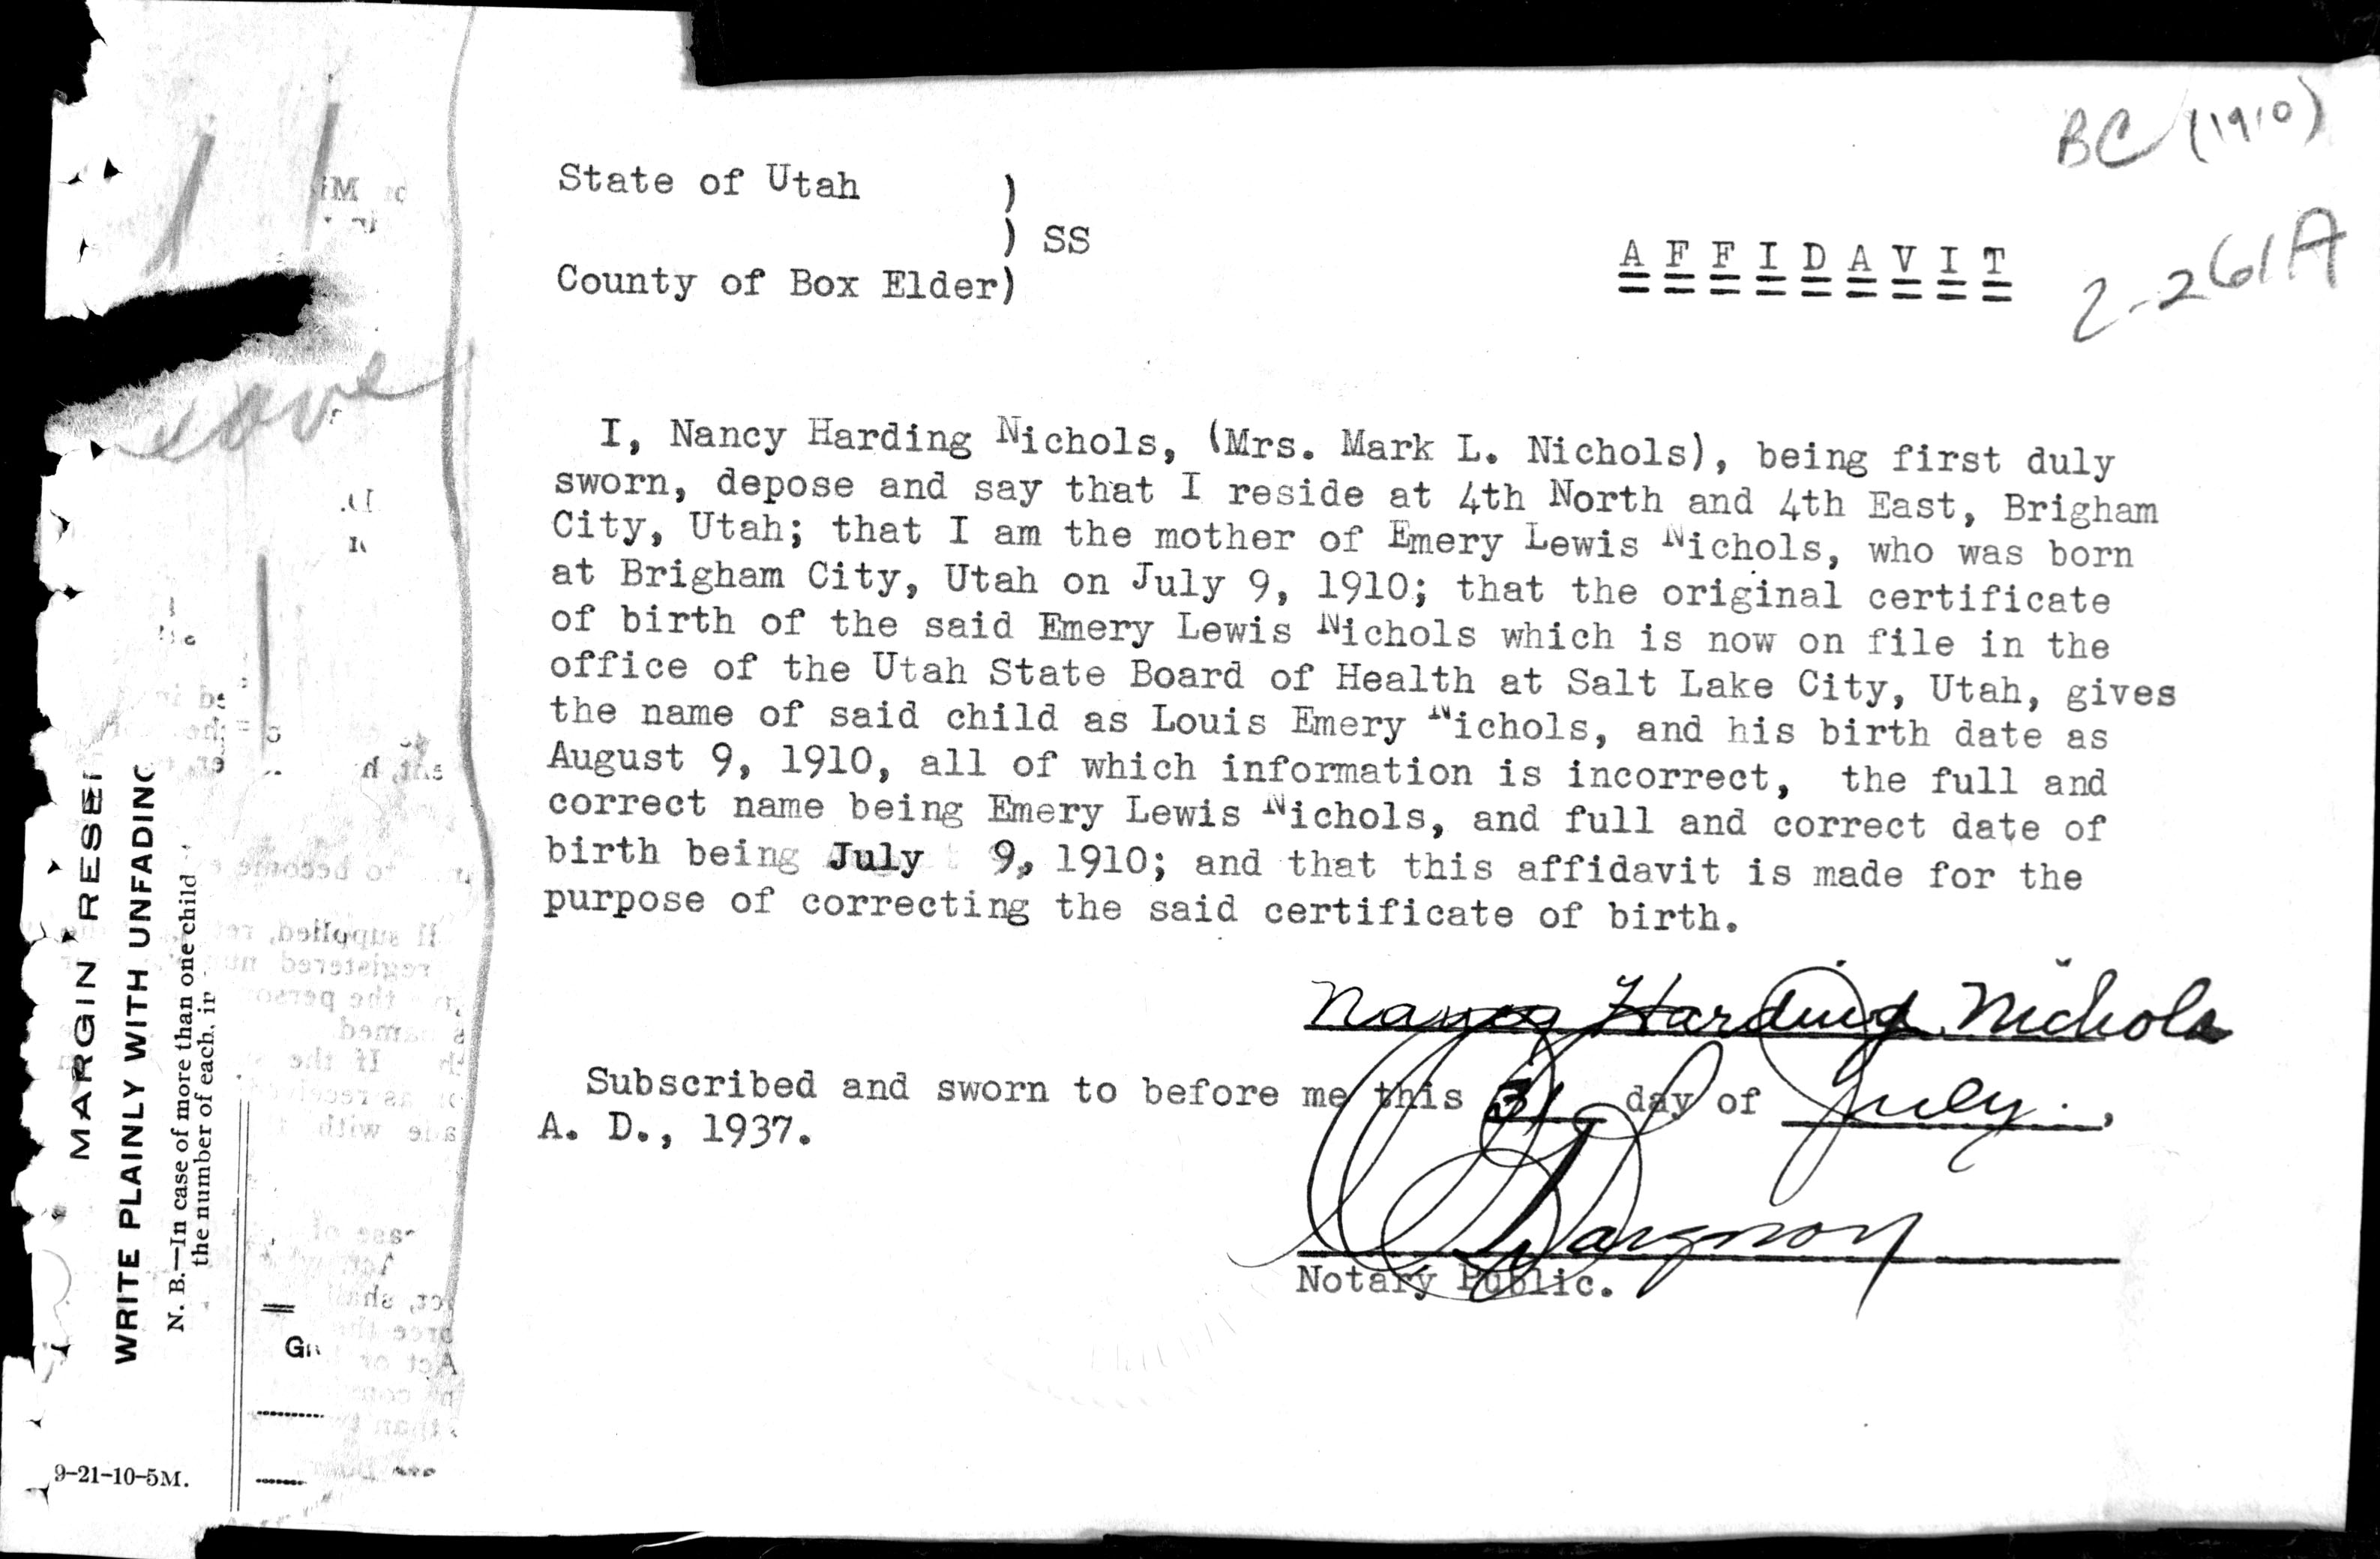 BC (1910)
2-261A
State of Utah )
) SS
County of Box Elder)
AFFIDAVIT
I, Nancy Harding Nichols, (Mrs. Mark L. Nichols), being first duly
sworn, depose and say that I reside at 4th North and 4th East, Brigham
City, Utah; that I am the mother of Emery Lewis Nichols, who was born
at Brigham City, Utah on July 9, 1910; that the original certificate
of birth of the said Emery Lewis Nichols which is now on file in the
office of the Utah State Board of Health at Salt Lake City, Utah, gives
the name of said child as Louis Emery Nichols, and his birth date as
August 9, 1910, all of which information is incorrect, the full and
correct name being Emery Lewis Nichols, and full and correct date of
birth being July 9, 1910; and that this affidavit is made for the
purpose of correcting the said certificate of birth.
Nancy Harding Nichols
Subscribed and sworn to before me this 31 day of July,
A. D., 1937.
Notary Public.
MARGIN RESE
WRITE PLAINLY WITH UNFADING
N. B.—In case of more than one child
the number of each, in
9-21-10-5M.